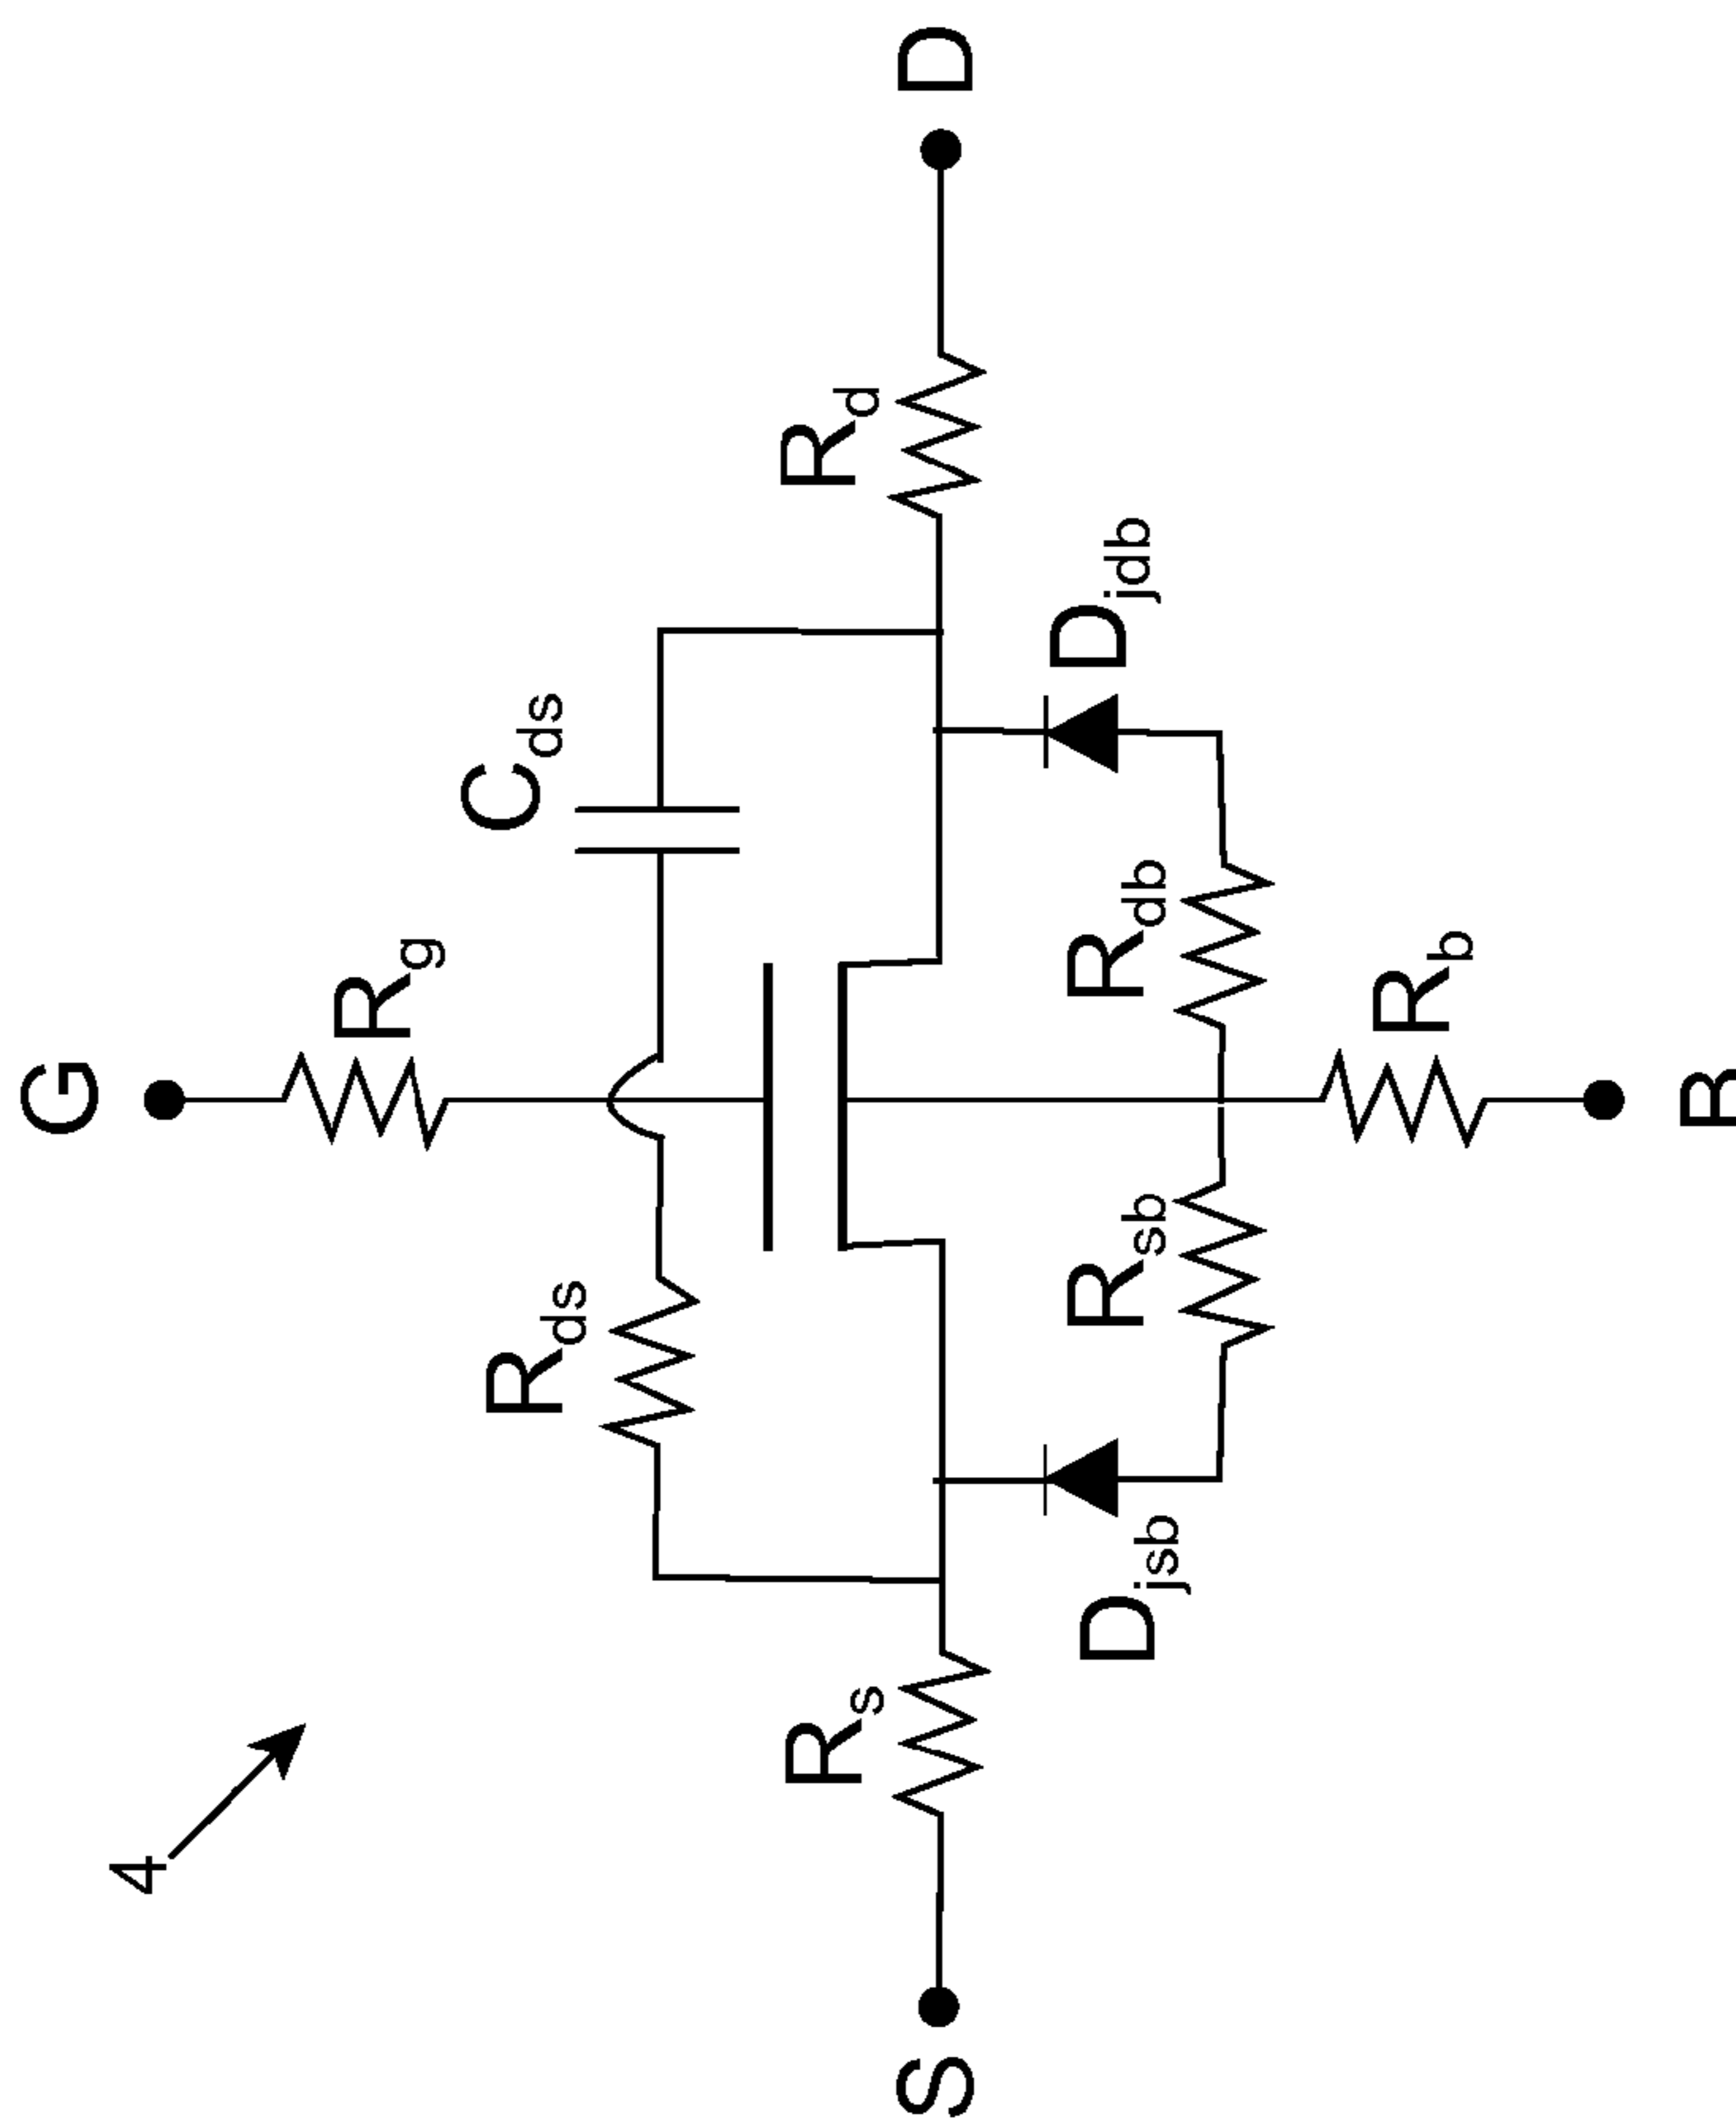 4
G
R_g
C_ds
R_ds
R_s
R_d
S
D
D_jsb
D_jdb
R_sb
R_db
R_b
B